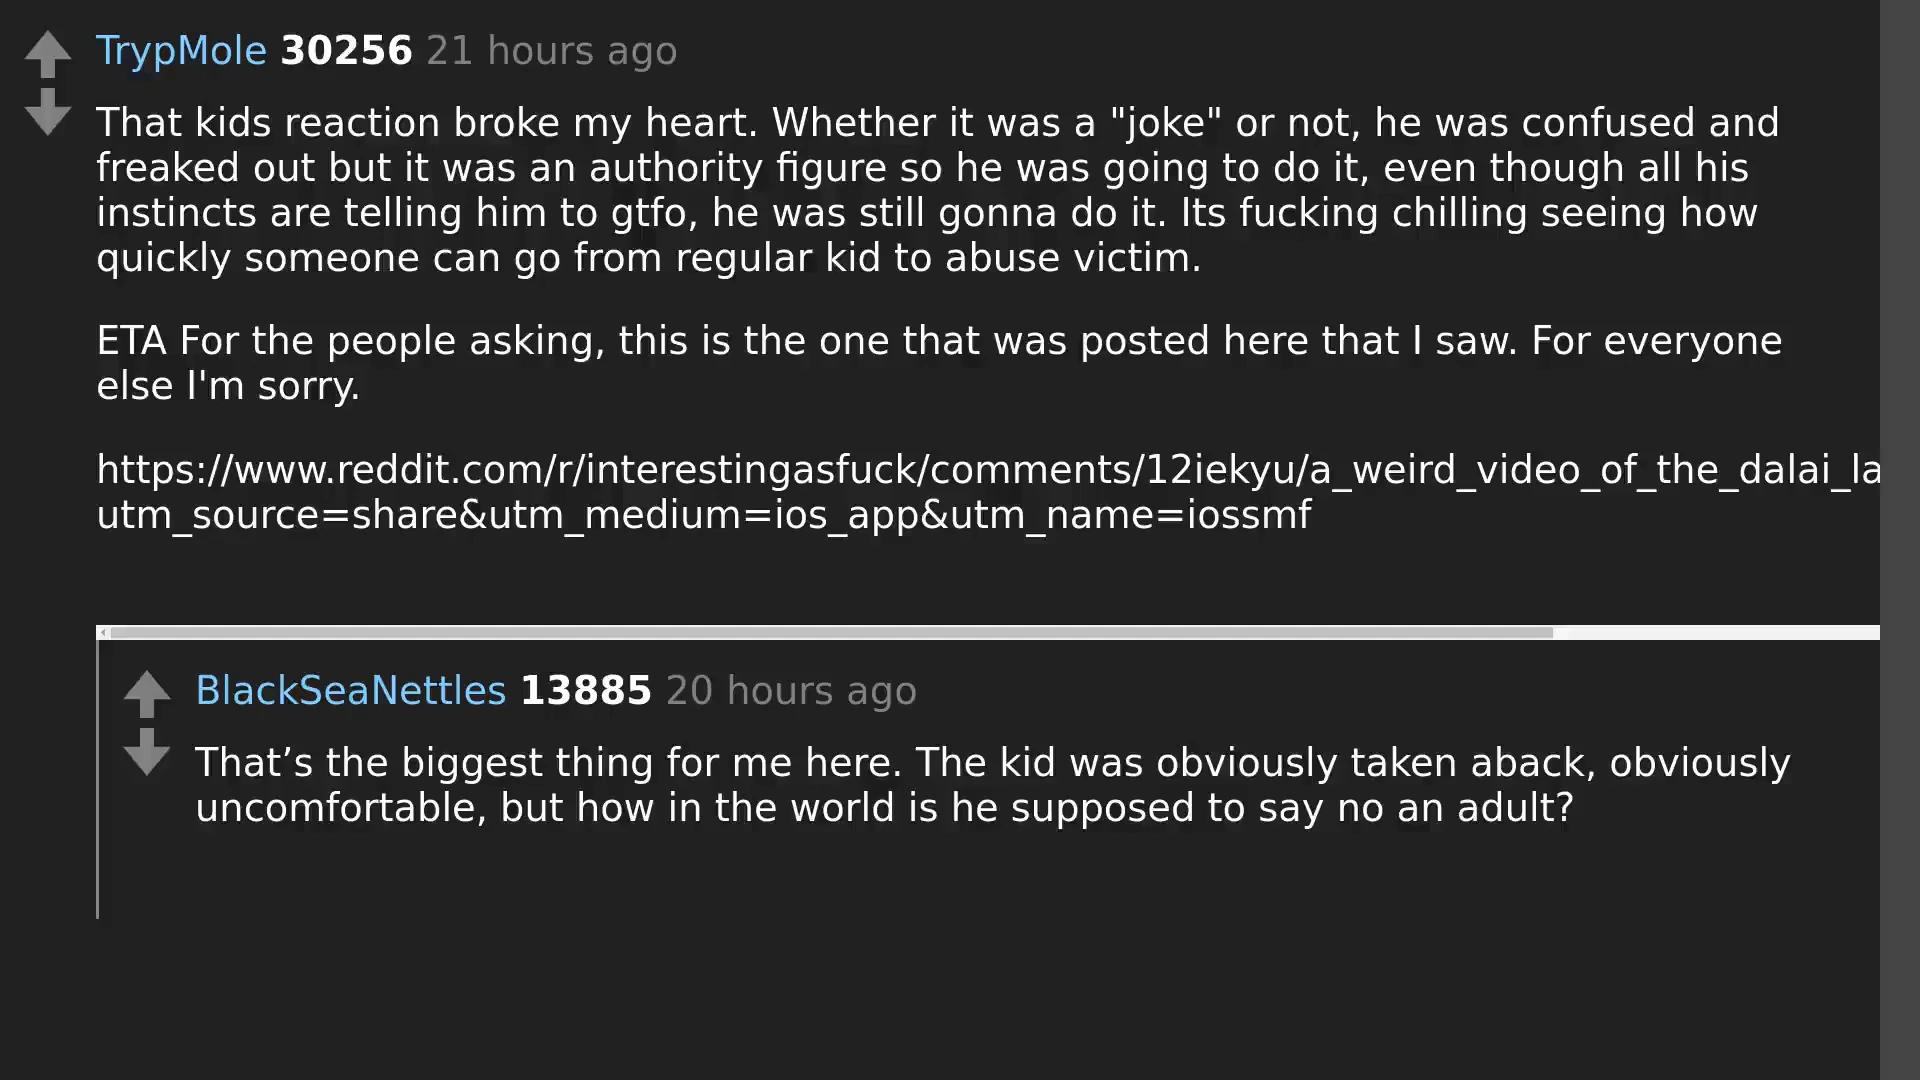 TrypMole 30256 21 hours ago
That kids reaction broke my heart. Whether it was a "joke" or not, he was confused and
freaked out but it was an authority figure so he was going to do it, even though all his
instincts are telling him to gtfo, he was still gonna do it. Its fucking chilling seeing how
quickly someone can go from regular kid to abuse victim.
ETA For the people asking, this is the one that was posted here that I saw. For everyone
else I'm sorry.
https://www.reddit.com/r/interestingasfuck/comments/12iekyu/a_weird_video_of_the_dalai_la
utm_source=share&utm_medium=ios_app&utm_name=iossmf
BlackSeaNettles 13885 20 hours ago
That’s the biggest thing for me here. The kid was obviously taken aback, obviously
uncomfortable, but how in the world is he supposed to say no an adult?